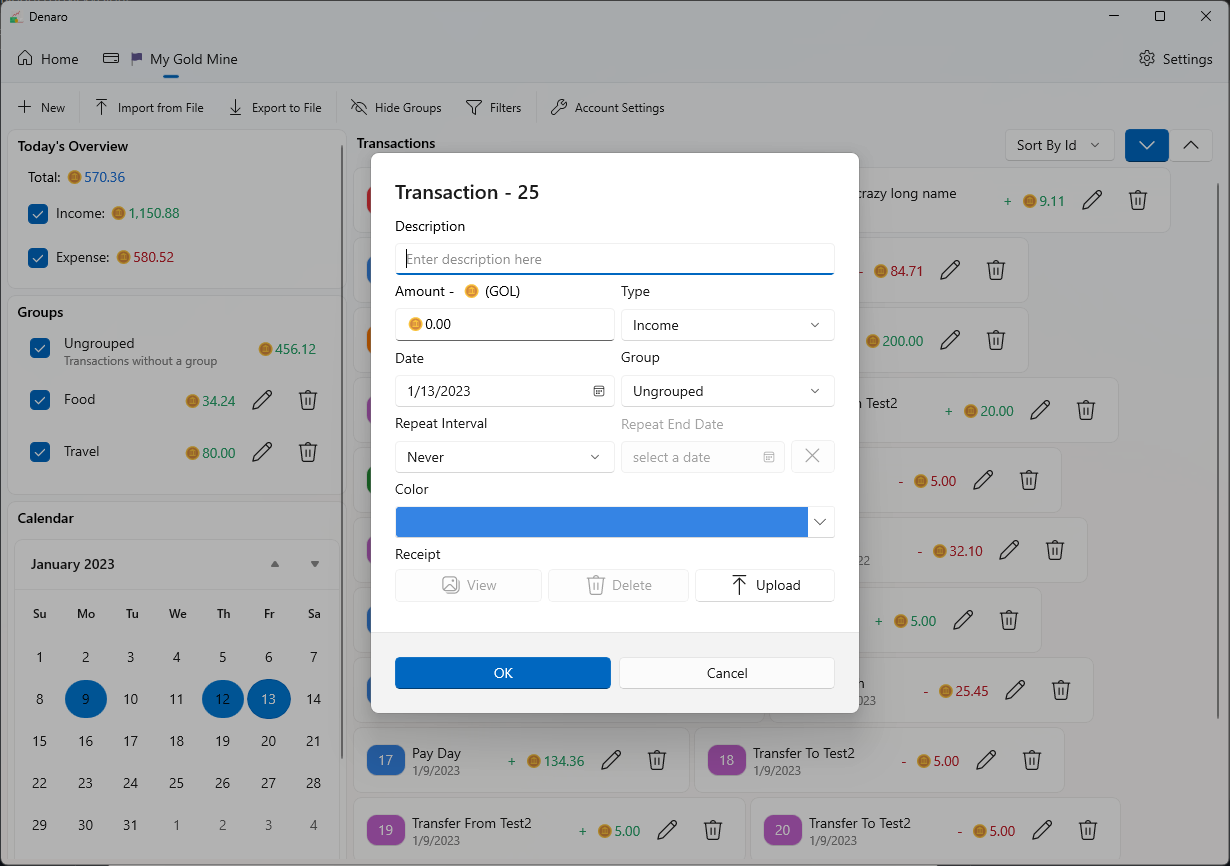 Denaro
Home
My Gold Mine
Settings
New
Import from File
Export to File
Hide Groups
Filters
Account Settings
Today's Overview
Total: 570.36
Income: 1,150.88
Expense: 580.52
Groups
Ungrouped
Transactions without a group
456.12
Food 34.24
Travel 80.00
Calendar
January 2023
Su Mo Tu We Th Fr Sa
1 2 3 4 5 6 7
8 9 10 11 12 13 14
15 16 17 18 19 20 21
22 23 24 25 26 27 28
29 30 31 1 2 3 4
Transactions
Sort By Id
crazy long name
+ 9.11
- 84.71
200.00
Test2
+ 20.00
- 5.00
- 32.10
+ 5.00
- 25.45
17 Pay Day
1/9/2023
+ 134.36
18 Transfer To Test2
1/9/2023
- 5.00
19 Transfer From Test2
1/9/2023
+ 5.00
20 Transfer To Test2
1/9/2023
- 5.00
Transaction - 25
Description
Enter description here
Amount - (GOL)
Type
0.00
Income
Date
Group
1/13/2023
Ungrouped
Repeat Interval
Repeat End Date
Never
select a date
Color
Receipt
View
Delete
Upload
OK
Cancel